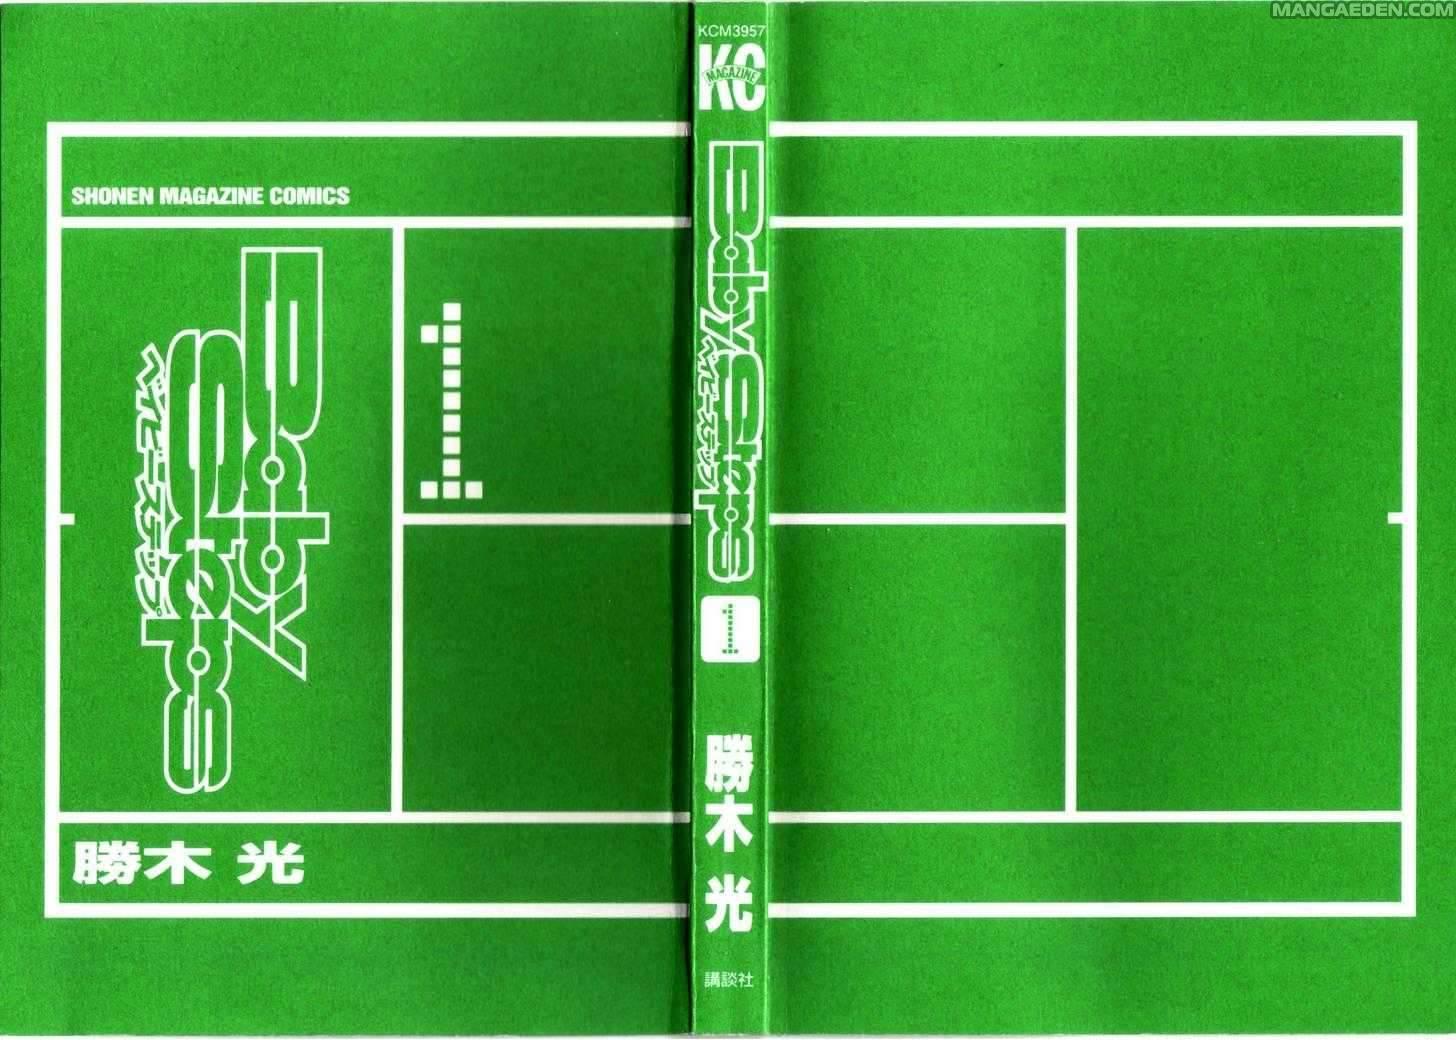 MANGAEDEN.COM
SHONEN MAGAZINE COMICS
Baby Steps
ベイビーステップ
1
勝木 光
KCM3957
KC
MAGAZINE
Baby Steps
ベイビーステップ
1
勝木 光
講談社